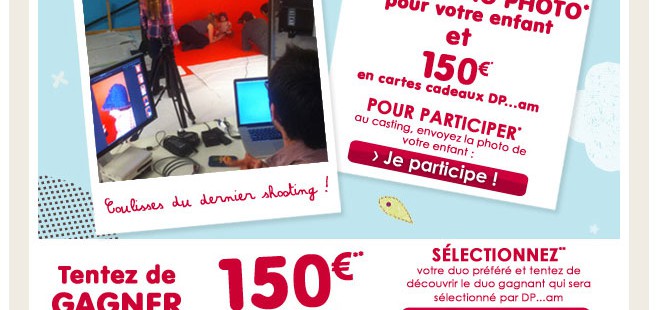 PHOTO*
pour votre enfant
et
150€*
en cartes cadeaux DP...am
POUR PARTICIPER*
au casting, envoyez la photo de
votre enfant :
› Je participe !
Coulisses du dernier shooting !
Tentez de
GAGNER
150€**
SÉLECTIONNEZ**
votre duo préféré et tentez de
découvrir le duo gagnant qui sera
sélectionné par DP...am